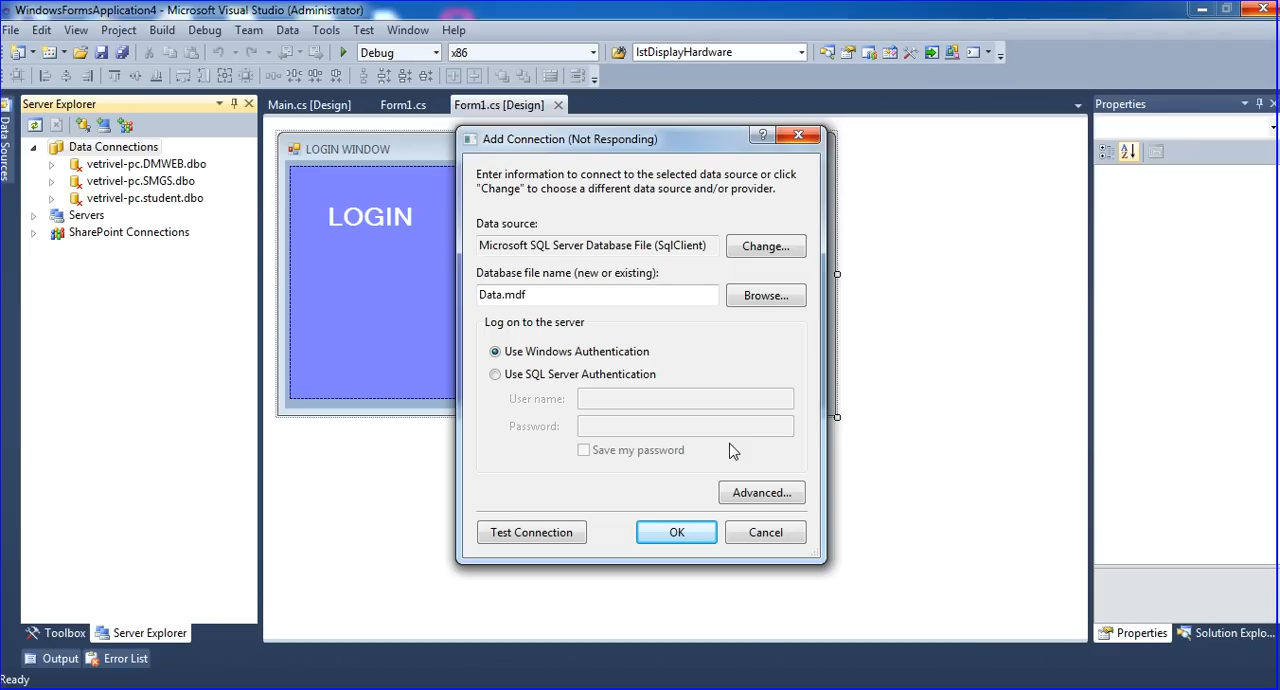 WindowsFormsApplication4 - Microsoft Visual Studio (Administrator)
File Edit View Project Build Debug Team Data Tools Test Window Help
Debug x86 lstDisplayHardware
Data Sources
Server Explorer
Data Connections
vetrivel-pc.DMWEB.dbo
vetrivel-pc.SMGS.dbo
vetrivel-pc.student.dbo
Servers
SharePoint Connections
Main.cs [Design] Form1.cs Form1.cs [Design]
LOGIN WINDOW
LOGIN
Add Connection (Not Responding)
Enter information to connect to the selected data source or click
"Change" to choose a different data source and/or provider.
Data source:
Microsoft SQL Server Database File (SqlClient) Change...
Database file name (new or existing):
Data.mdf Browse...
Log on to the server
Use Windows Authentication
Use SQL Server Authentication
User name:
Password:
Save my password
Advanced...
Test Connection OK Cancel
Properties
Toolbox Server Explorer
Properties Solution Explo...
Output Error List
Ready